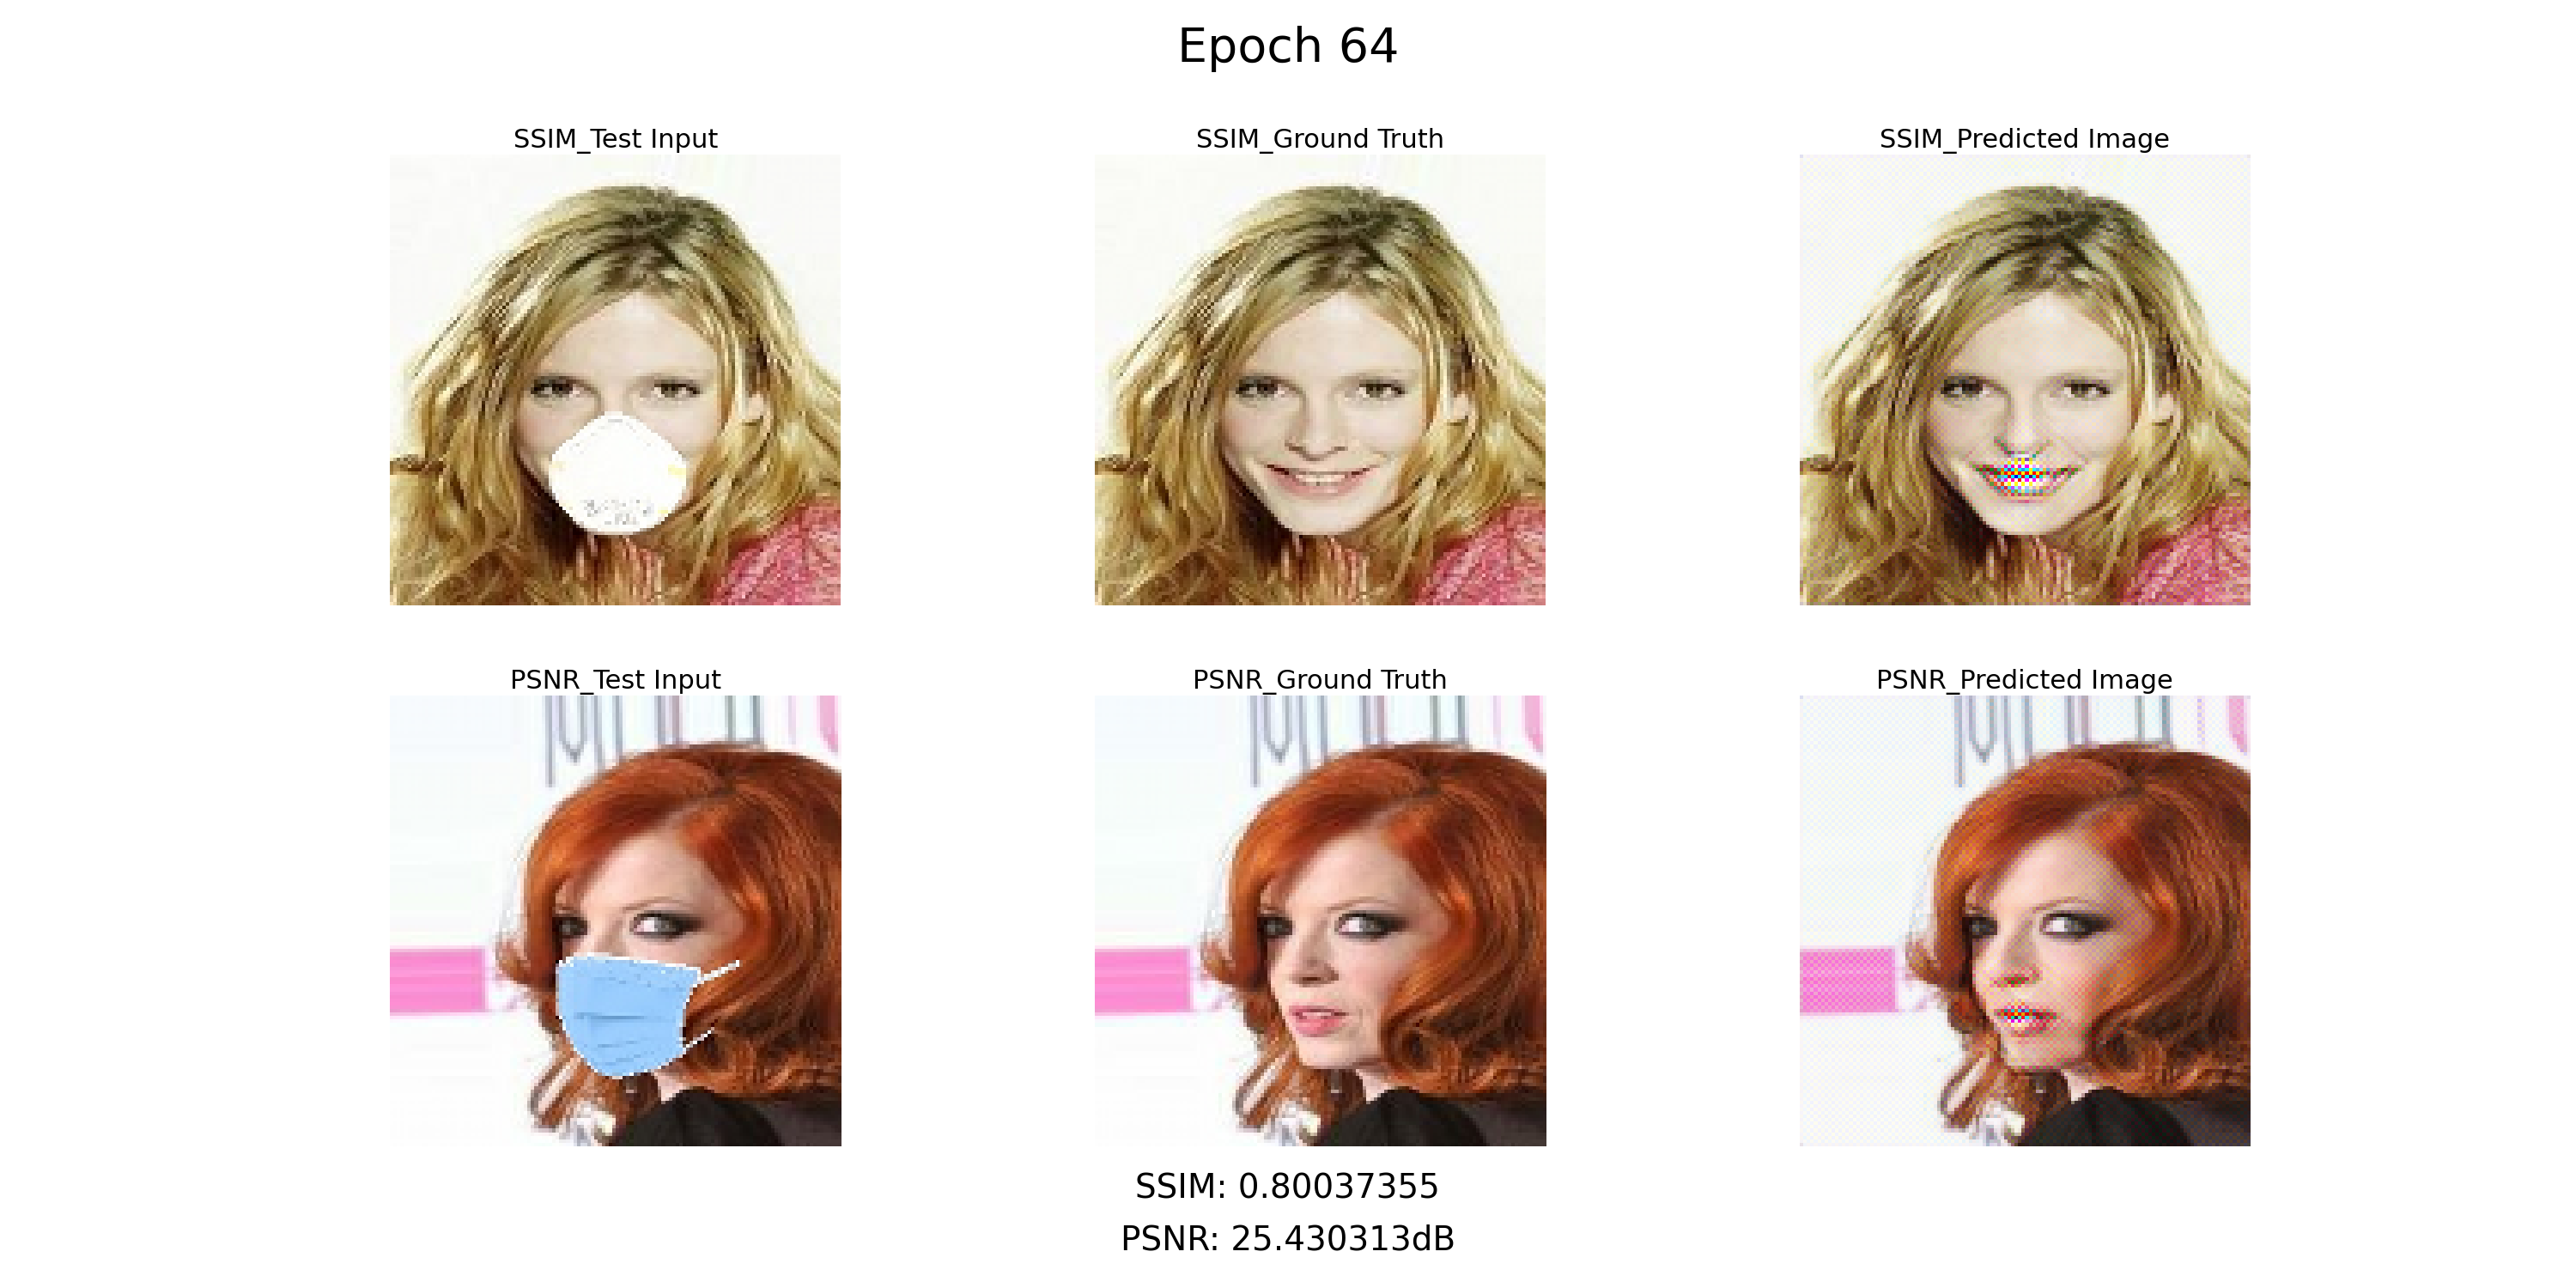 Epoch 64
SSIM_Test Input
SSIM_Ground Truth
SSIM_Predicted Image
PSNR_Test Input
PSNR_Ground Truth
PSNR_Predicted Image
SSIM: 0.80037355
PSNR: 25.430313dB